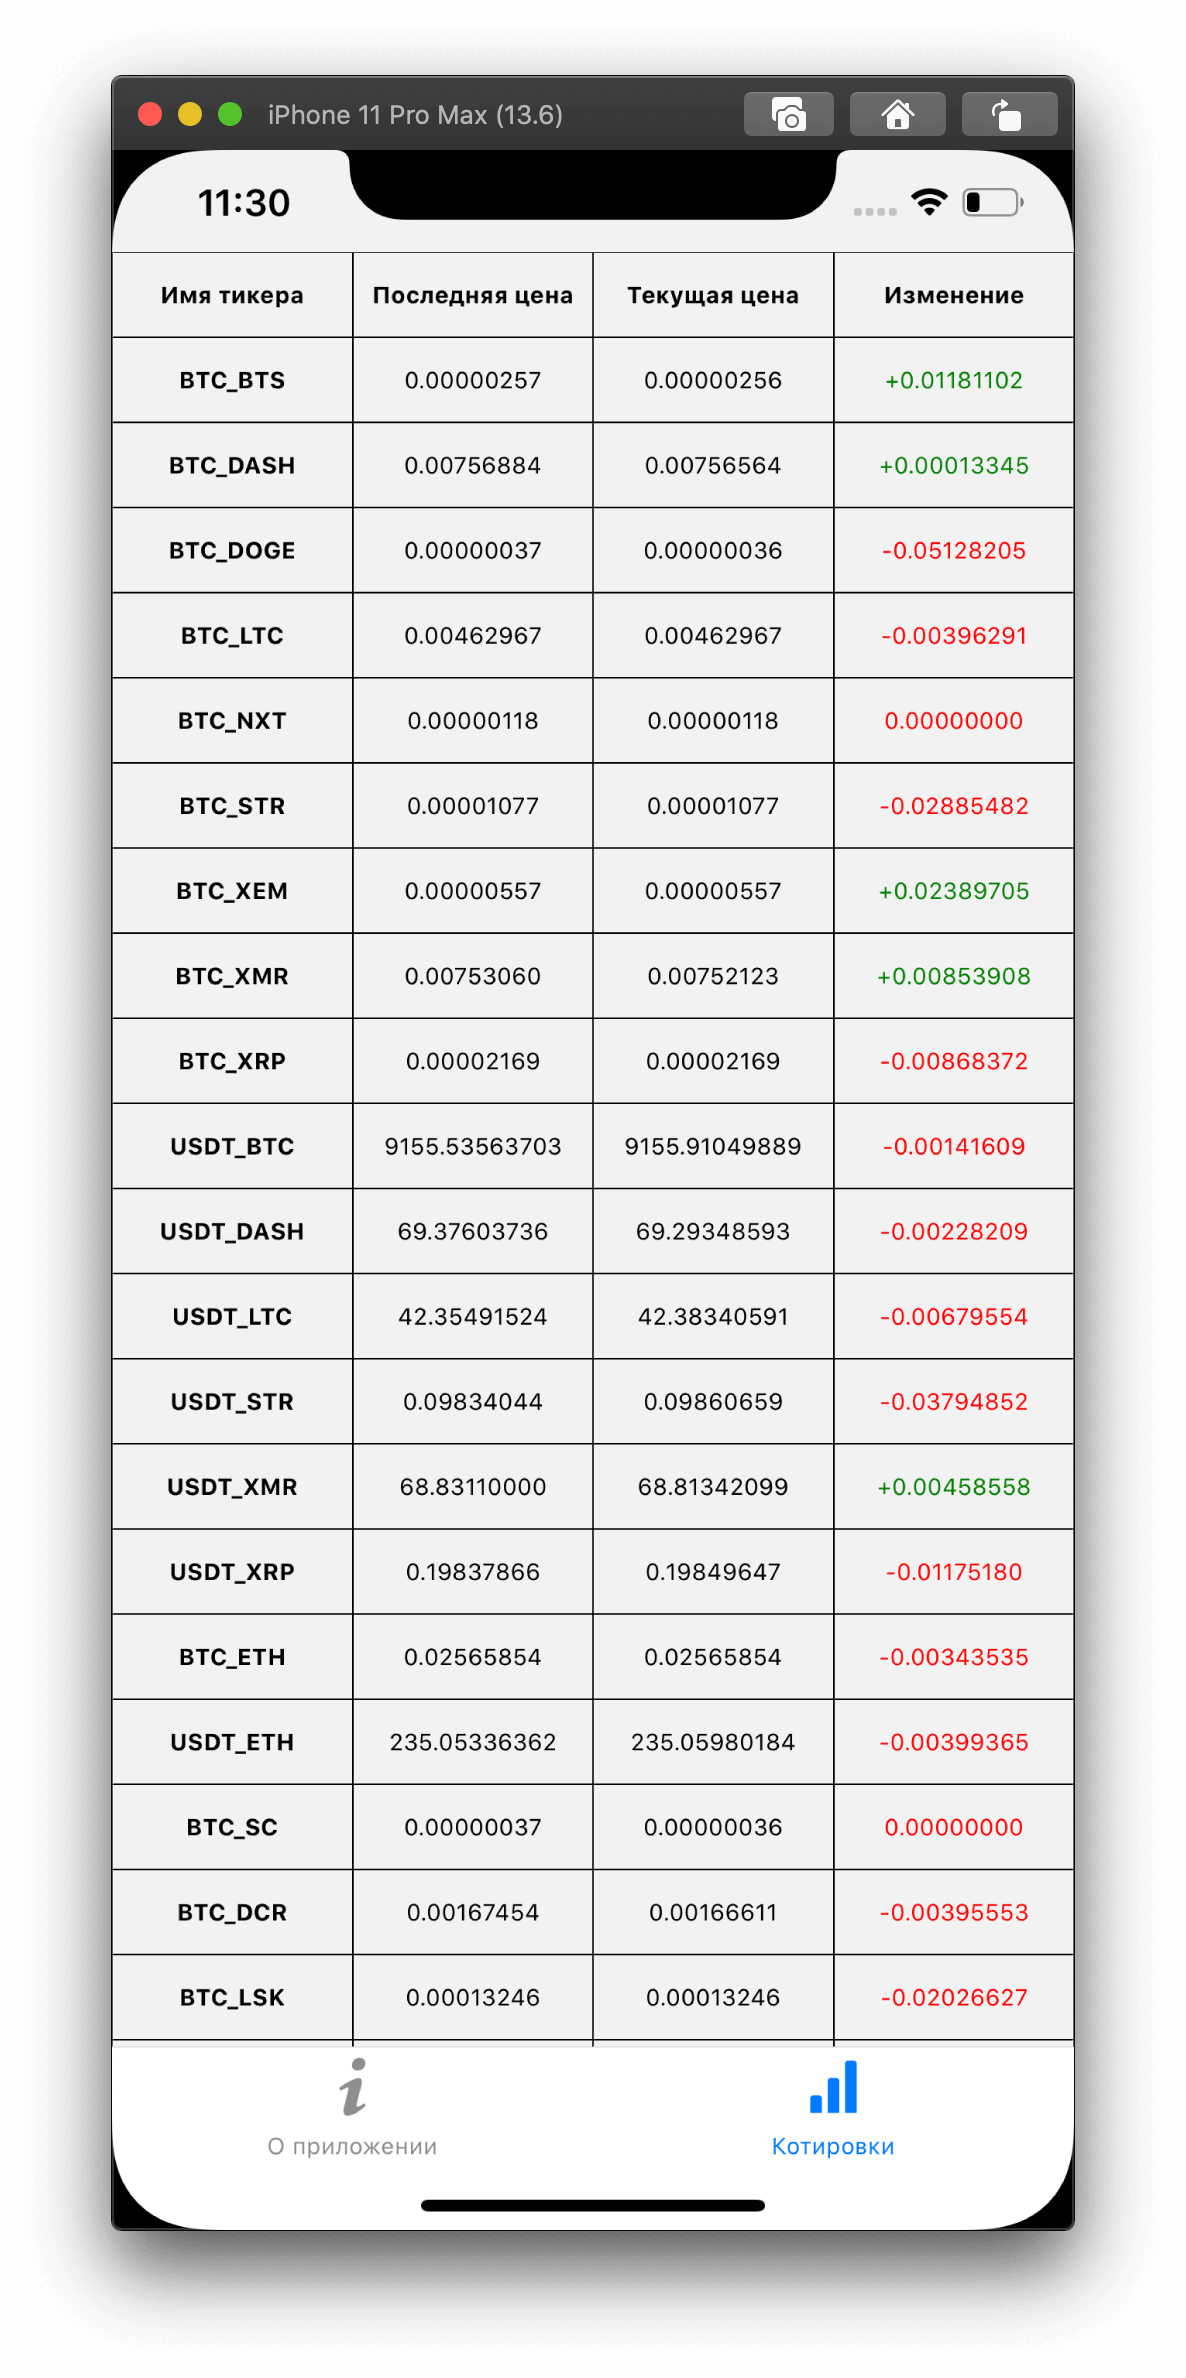 iPhone 11 Pro Max (13.6)
11:30
Имя тикера Последняя цена Текущая цена Изменение
BTC_BTS 0.00000257 0.00000256 +0.01181102
BTC_DASH 0.00756884 0.00756564 +0.00013345
BTC_DOGE 0.00000037 0.00000036 -0.05128205
BTC_LTC 0.00462967 0.00462967 -0.00396291
BTC_NXT 0.00000118 0.00000118 0.00000000
BTC_STR 0.00001077 0.00001077 -0.02885482
BTC_XEM 0.00000557 0.00000557 +0.02389705
BTC_XMR 0.00753060 0.00752123 +0.00853908
BTC_XRP 0.00002169 0.00002169 -0.00868372
USDT_BTC 9155.53563703 9155.91049889 -0.00141609
USDT_DASH 69.37603736 69.29348593 -0.00228209
USDT_LTC 42.35491524 42.38340591 -0.00679554
USDT_STR 0.09834044 0.09860659 -0.03794852
USDT_XMR 68.83110000 68.81342099 +0.00458558
USDT_XRP 0.19837866 0.19849647 -0.01175180
BTC_ETH 0.02565854 0.02565854 -0.00343535
USDT_ETH 235.05336362 235.05980184 -0.00399365
BTC_SC 0.00000037 0.00000036 0.00000000
BTC_DCR 0.00167454 0.00166611 -0.00395553
BTC_LSK 0.00013246 0.00013246 -0.02026627
О приложении Котировки